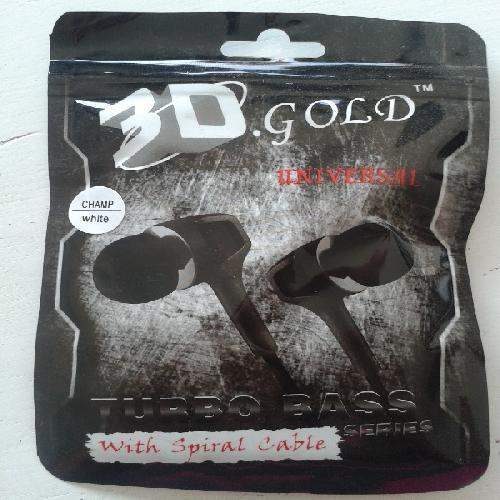 3D.GOLD™
UNIVERSAL
CHAMP
white
TURBO BASS
SERIES
With Spiral Cable